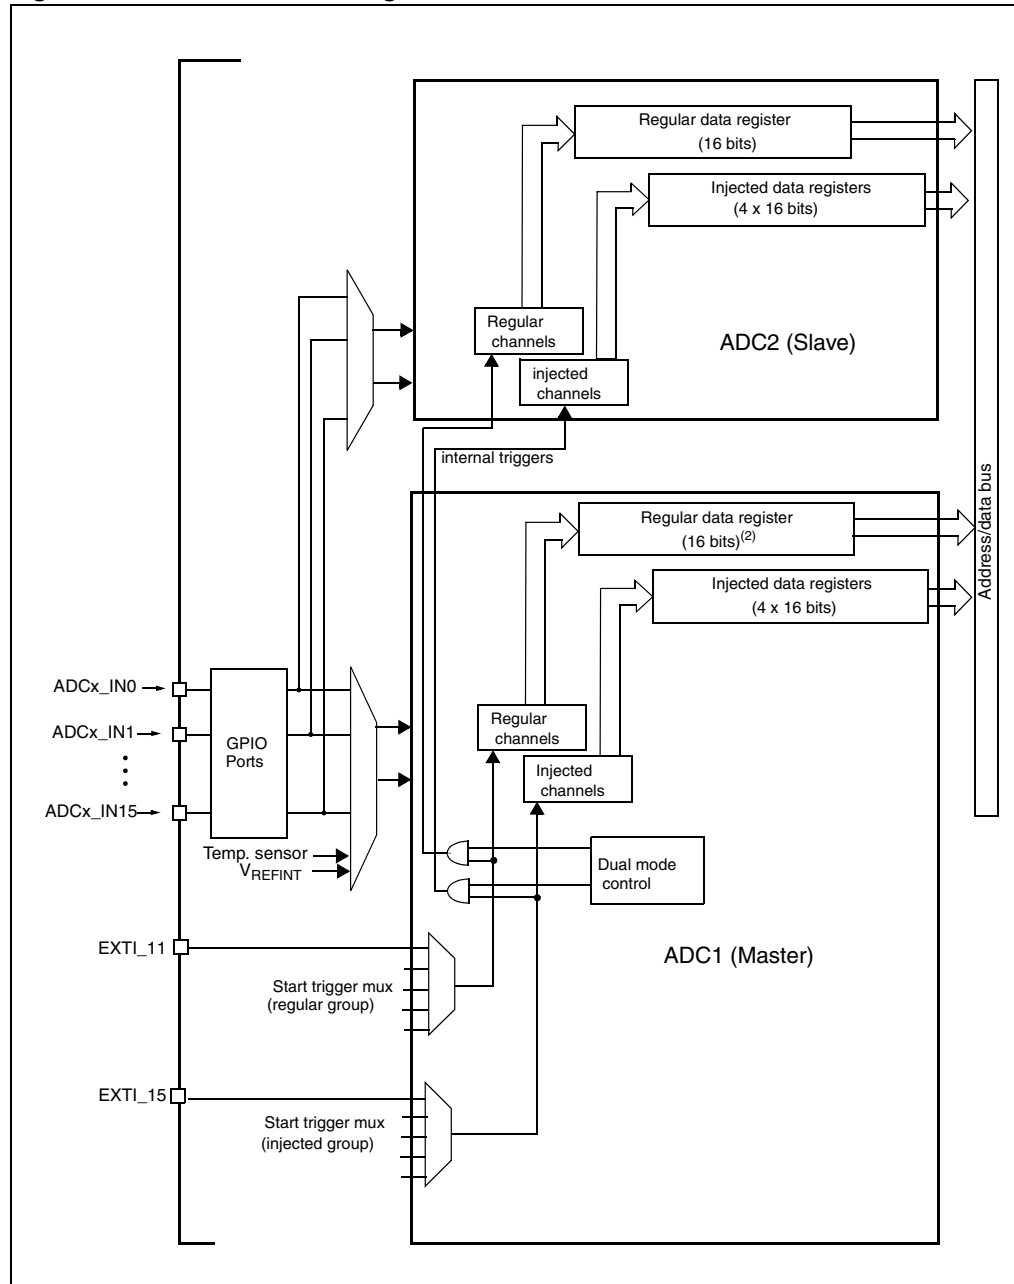 Regular data register
(16 bits)
Injected data registers
(4 x 16 bits)
Regular
channels
injected
channels
ADC2 (Slave)
internal triggers
Address/data bus
Regular data register
(16 bits)(2)
Injected data registers
(4 x 16 bits)
ADCx_IN0
ADCx_IN1
ADCx_IN15
GPIO
Ports
Regular
channels
Injected
channels
Temp. sensor
VREFINT
Dual mode
control
EXTI_11
ADC1 (Master)
Start trigger mux
(regular group)
EXTI_15
Start trigger mux
(injected group)